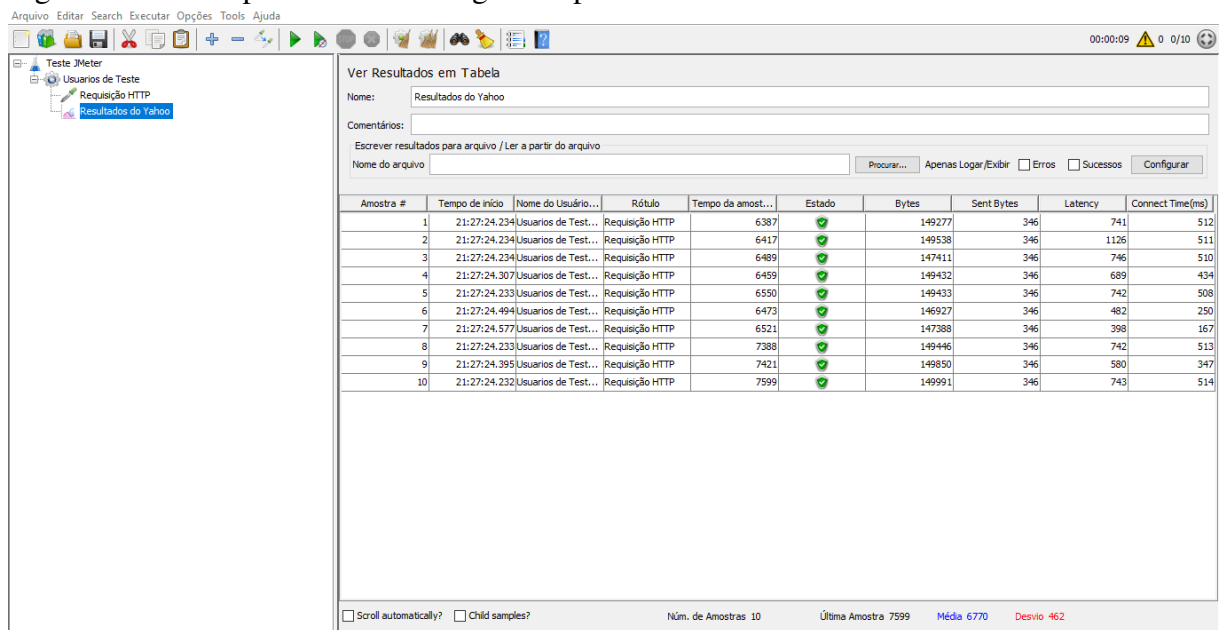 Arquivo Editar Search Executar Opções Tools Ajuda
00:00:09 0 0/10
Teste JMeter
Usuarios de Teste
Requisição HTTP
Resultados do Yahoo
Ver Resultados em Tabela
Nome: Resultados do Yahoo
Comentários:
Escrever resultados para arquivo / Ler a partir do arquivo
Nome do arquivo Procurar... Apenas Logar/Exibir Erros Sucessos Configurar
Amostra # Tempo de início Nome do Usuário... Rótulo Tempo da amost... Estado Bytes Sent Bytes Latency Connect Time(ms)
1 21:27:24.234 Usuarios de Test... Requisição HTTP 6387 149277 346 741 512
2 21:27:24.234 Usuarios de Test... Requisição HTTP 6417 149538 346 1126 511
3 21:27:24.234 Usuarios de Test... Requisição HTTP 6489 147411 346 746 510
4 21:27:24.307 Usuarios de Test... Requisição HTTP 6459 149432 346 689 434
5 21:27:24.233 Usuarios de Test... Requisição HTTP 6550 149433 346 742 508
6 21:27:24.494 Usuarios de Test... Requisição HTTP 6473 146927 346 482 250
7 21:27:24.577 Usuarios de Test... Requisição HTTP 6521 147388 346 398 167
8 21:27:24.233 Usuarios de Test... Requisição HTTP 7388 149446 346 742 513
9 21:27:24.395 Usuarios de Test... Requisição HTTP 7421 149850 346 580 347
10 21:27:24.232 Usuarios de Test... Requisição HTTP 7599 149991 346 743 514
Scroll automatically? Child samples? Núm. de Amostras 10 Última Amostra 7599 Média 6770 Desvio 462